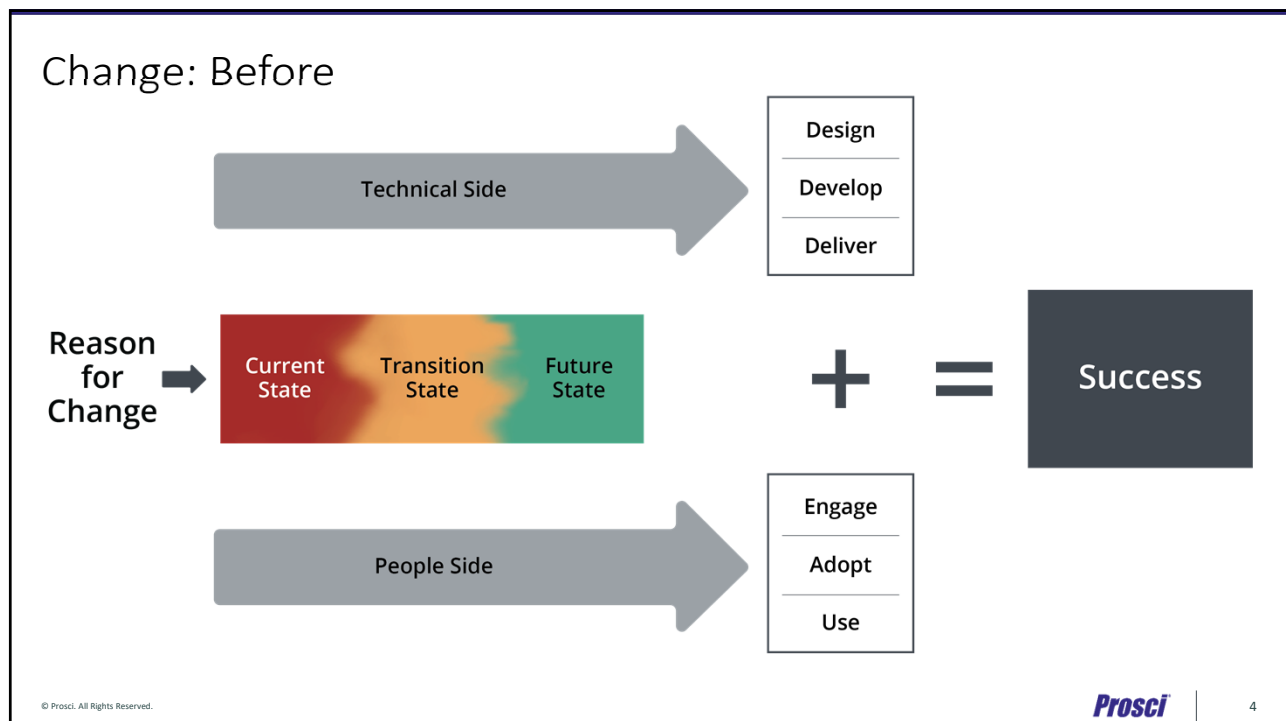 Change: Before
Technical Side
Design
Develop
Deliver
Reason
for
Change
Current
State
Transition
State
Future
State
+
=
Success
People Side
Engage
Adopt
Use
© Prosci. All Rights Reserved.
Prosci
4